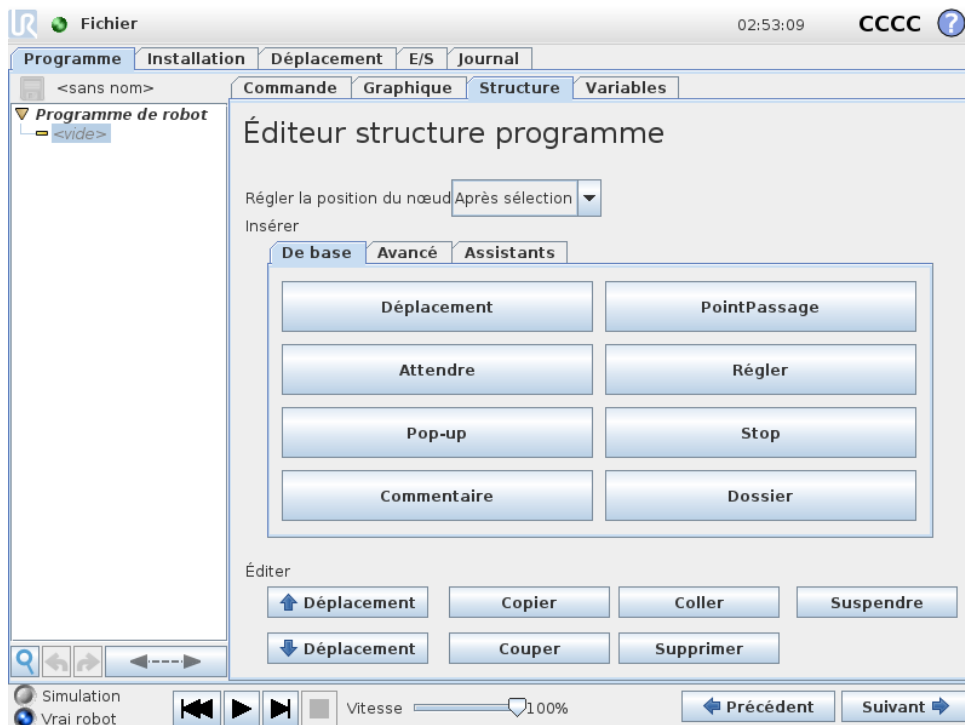 UR Fichier 02:53:09 CCCC ?
Programme Installation Déplacement E/S Journal
<sans nom>
Commande Graphique Structure Variables
Programme de robot
<vide>
Éditeur structure programme
Régler la position du nœud Après sélection
Insérer
De base Avancé Assistants
Déplacement PointPassage
Attendre Régler
Pop-up Stop
Commentaire Dossier
Éditer
Déplacement Copier Coller Suspendre
Déplacement Couper Supprimer
Simulation
Vrai robot
Vitesse 100%
Précédent Suivant